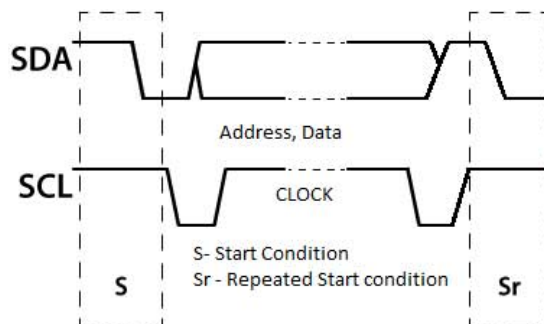 SDA
Address, Data
SCL
CLOCK
S- Start Condition
Sr - Repeated Start condition
S
Sr